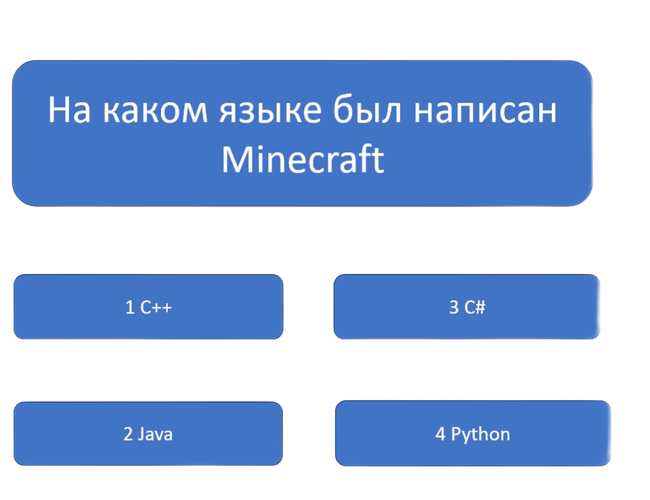 На каком языке был написан
Minecraft
1 C++
3 C#
2 Java
4 Python